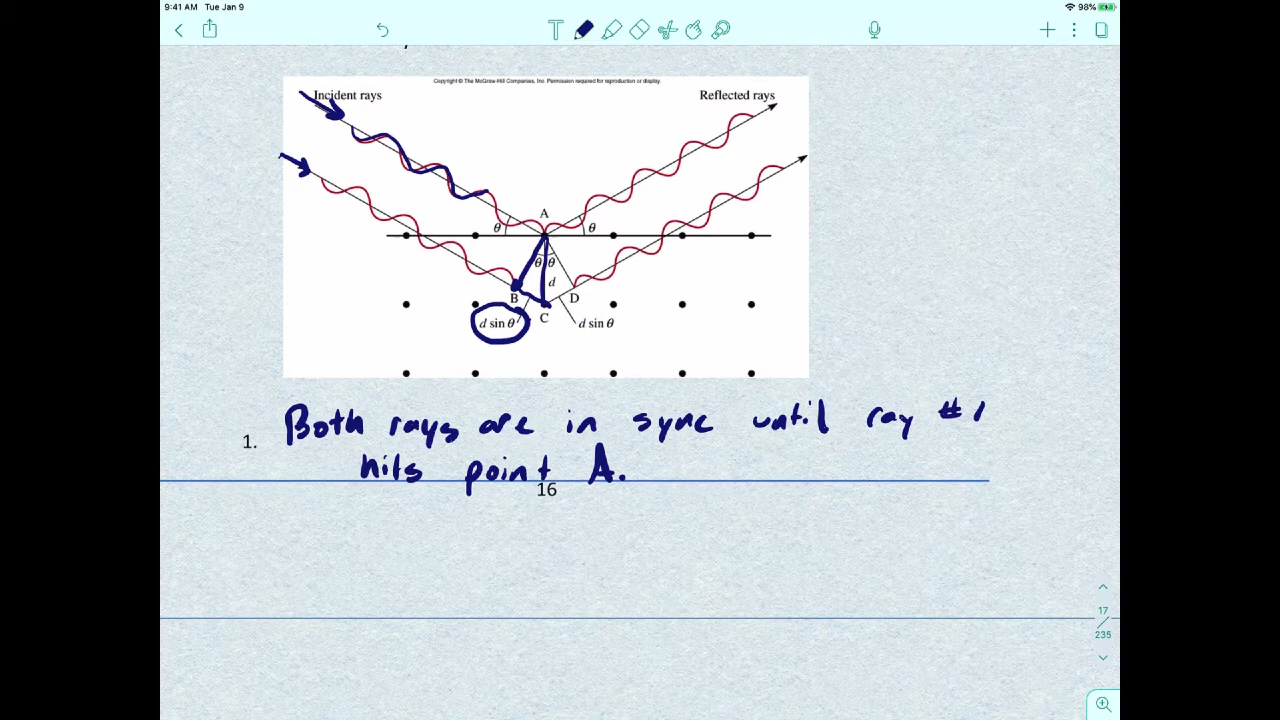 9:41 AM Tue Jan 9
98%
T
Copyright © The McGraw-Hill Companies, Inc. Permission required for reproduction or display.
Incident rays
Reflected rays
A
θ
θ
θ θ
d
B
D
d sin θ
C
d sin θ
Both rays are in sync until ray #1
1.
hits point A.
16
17
235